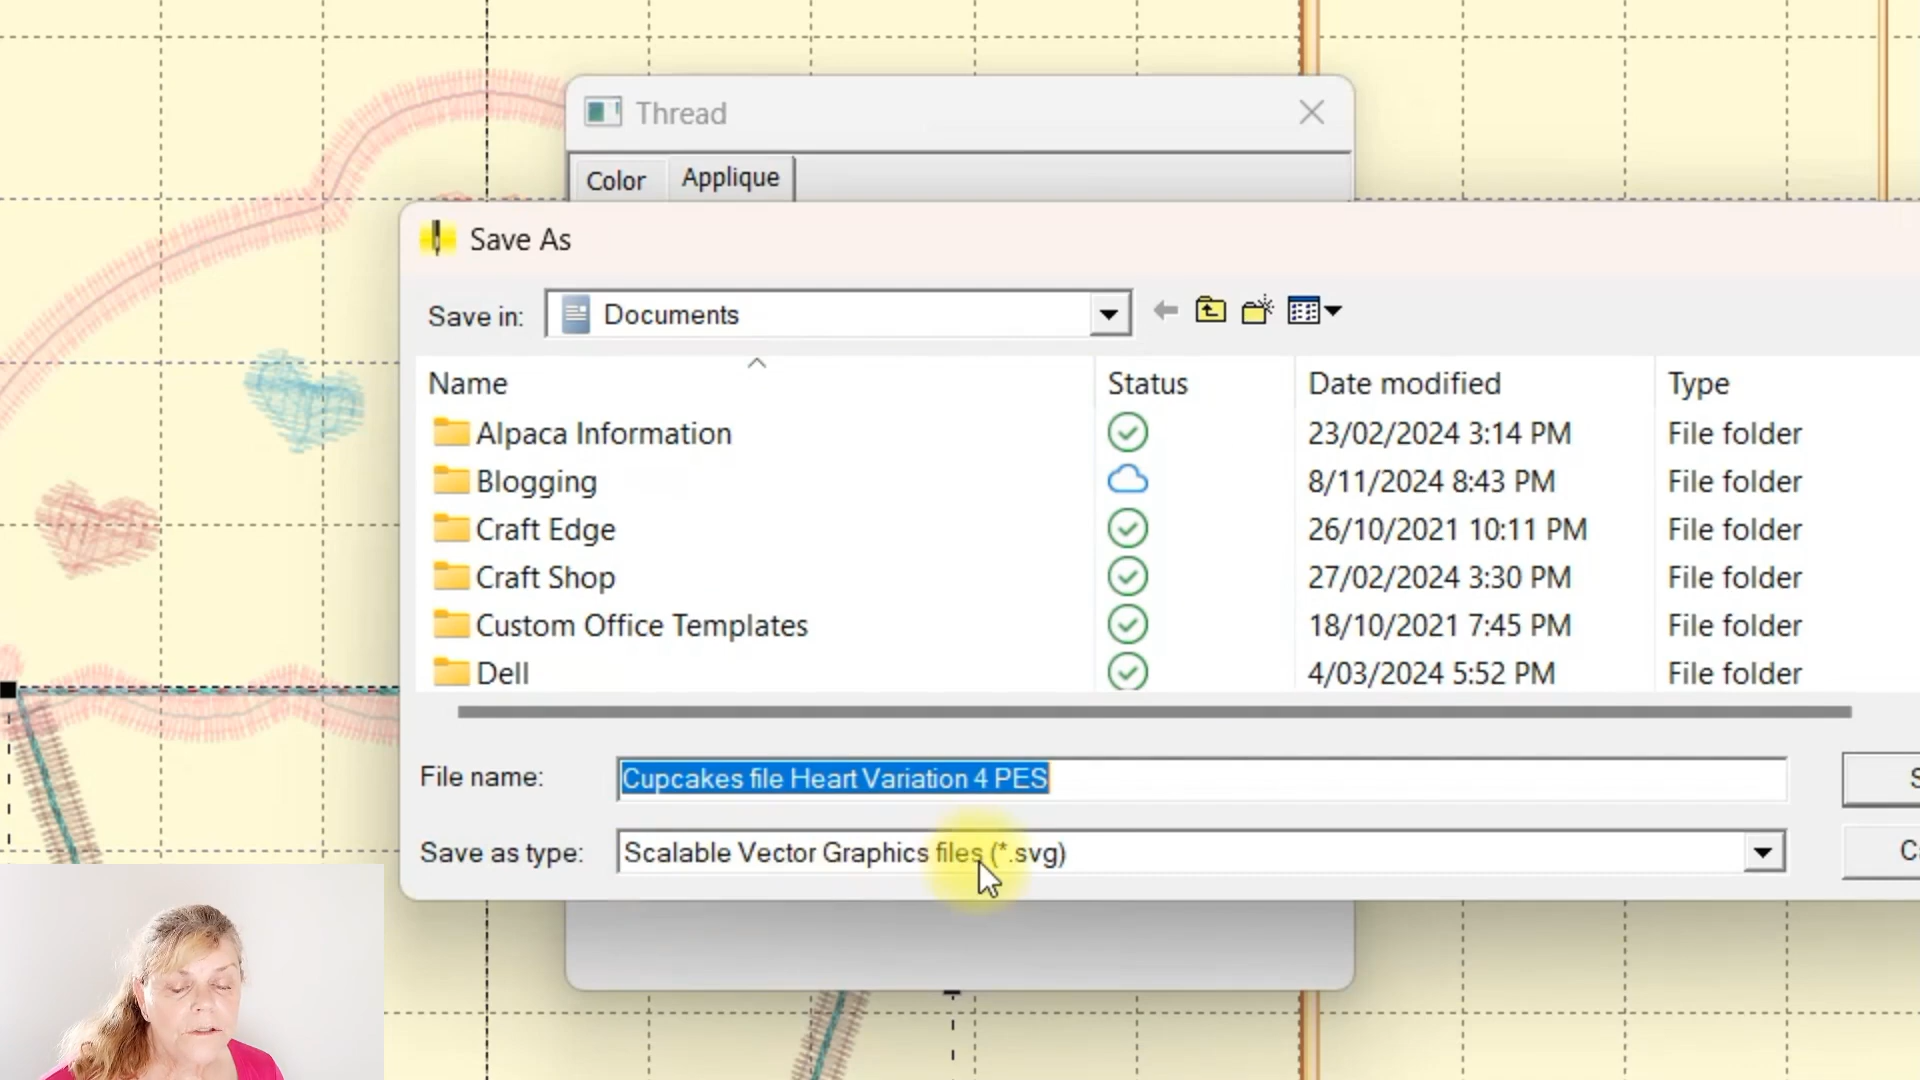 Thread
Color Applique
Save As
Save in: Documents
Name Status Date modified Type
Alpaca Information 23/02/2024 3:14 PM File folder
Blogging 8/11/2024 8:43 PM File folder
Craft Edge 26/10/2021 10:11 PM File folder
Craft Shop 27/02/2024 3:30 PM File folder
Custom Office Templates 18/10/2021 7:45 PM File folder
Dell 4/03/2024 5:52 PM File folder
File name: Cupcakes file Heart Variation 4 PES
Save as type: Scalable Vector Graphics files (*.svg)